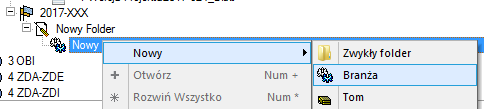 2017-XXX
Nowy Folder
Nowy
Nowy
Zwykły folder
3 OBI
Otwórz Num +
Branża
4 ZDA-ZDE
Rozwiń Wszystko Num *
Tom
4 ZDA-ZDI